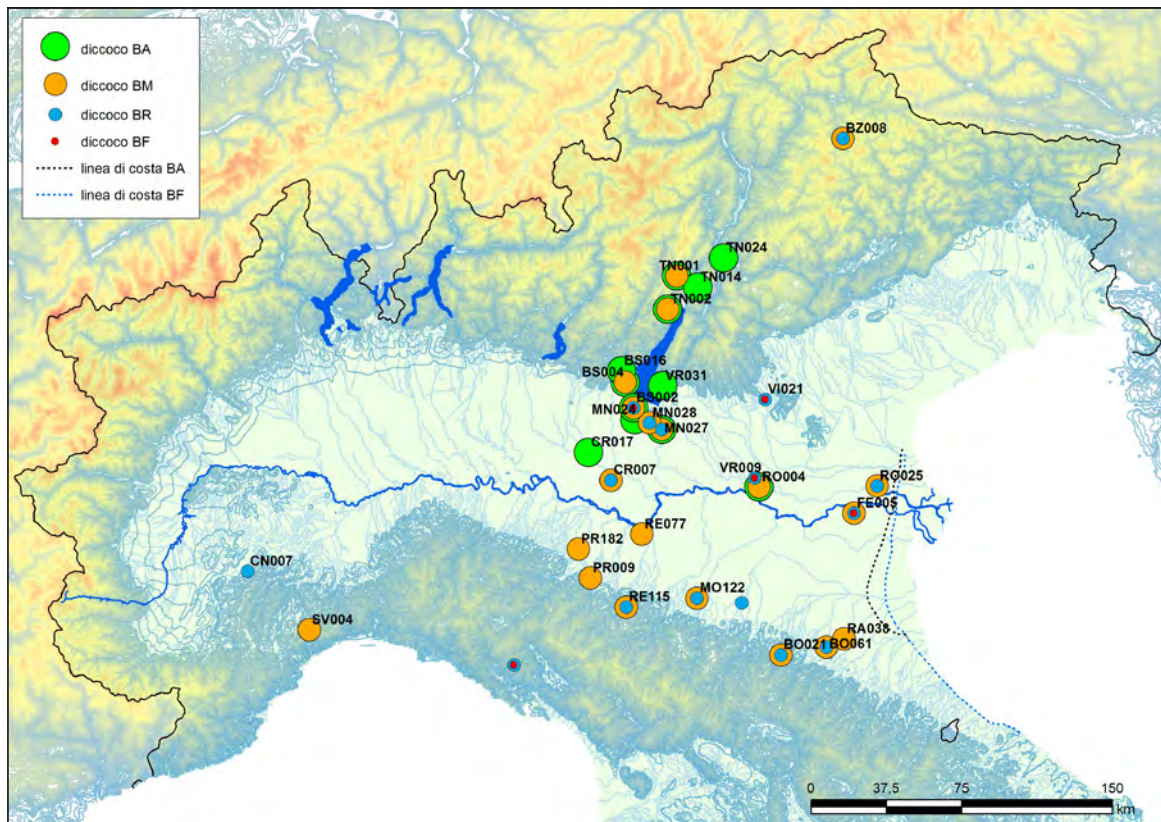 diccoco BA
diccoco BM
diccoco BR
diccoco BF
linea di costa BA
linea di costa BF
BZ008
TN024
TN001
TN014
TN002
BS016
BS004
VR031
BS002
VI021
MN024
MN028
MN027
CR017
CR007
VR009
RO004
RO025
FE005
RE077
PR182
CN007
PR009
RE115
MO122
SV004
RA038
BO021
BO061
0 37,5 75 150
km